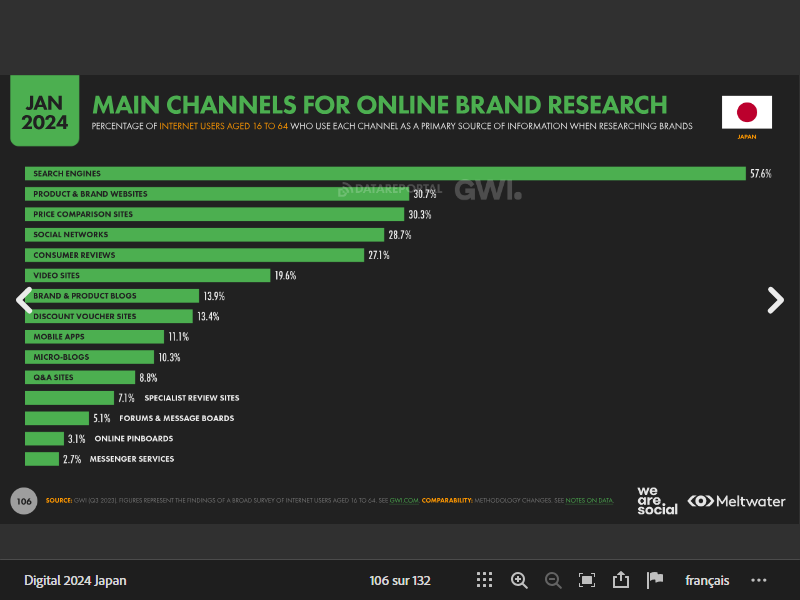 JAN
2024
MAIN CHANNELS FOR ONLINE BRAND RESEARCH
PERCENTAGE OF INTERNET USERS AGED 16 TO 64 WHO USE EACH CHANNEL AS A PRIMARY SOURCE OF INFORMATION WHEN RESEARCHING BRANDS
JAPAN
SEARCH ENGINES 57.6%
PRODUCT & BRAND WEBSITES 30.7%
DATAREPORTAL GWI.
PRICE COMPARISON SITES 30.3%
SOCIAL NETWORKS 28.7%
CONSUMER REVIEWS 27.1%
VIDEO SITES 19.6%
BRAND & PRODUCT BLOGS 13.9%
DISCOUNT VOUCHER SITES 13.4%
MOBILE APPS 11.1%
MICRO-BLOGS 10.3%
Q&A SITES 8.8%
7.1% SPECIALIST REVIEW SITES
5.1% FORUMS & MESSAGE BOARDS
3.1% ONLINE PINBOARDS
2.7% MESSENGER SERVICES
106
SOURCE: GWI (Q3 2023). FIGURES REPRESENT THE FINDINGS OF A BROAD SURVEY OF INTERNET USERS AGED 16 TO 64. SEE GWI.COM. COMPARABILITY: METHODOLOGY CHANGES. SEE NOTES ON DATA.
we
are.
social
Meltwater
Digital 2024 Japan
106 sur 132
français